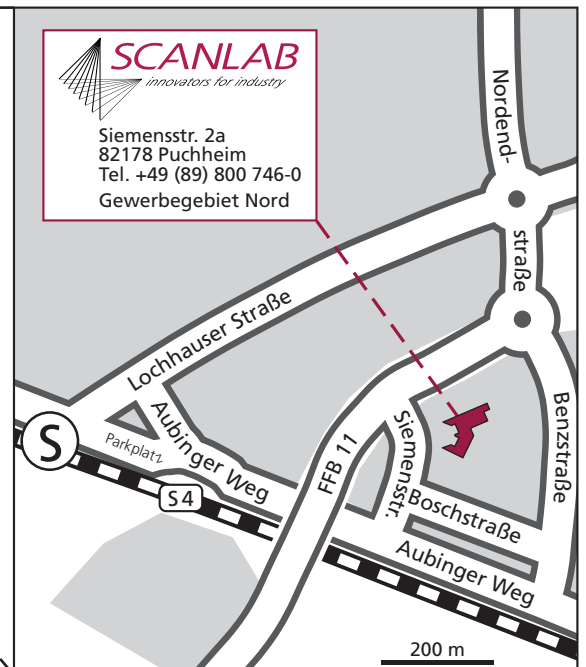 SCANLAB
innovators for industry
Siemensstr. 2a
82178 Puchheim
Tel. +49 (89) 800 746-0
Gewerbegebiet Nord
Nordend-
straße
Lochhauser Straße
Parkplatz
Aubinger Weg
S
S 4
FFB 11
Siemensstr.
Boschstraße
Benzstraße
Aubinger Weg
200 m